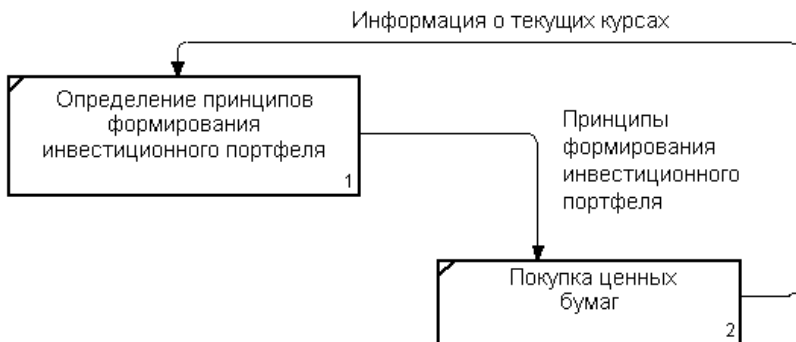 Информация о текущих курсах
Определение принципов
формирования
инвестиционного портфеля
1
Принципы
формирования
инвестиционного
портфеля
Покупка ценных
бумаг
2